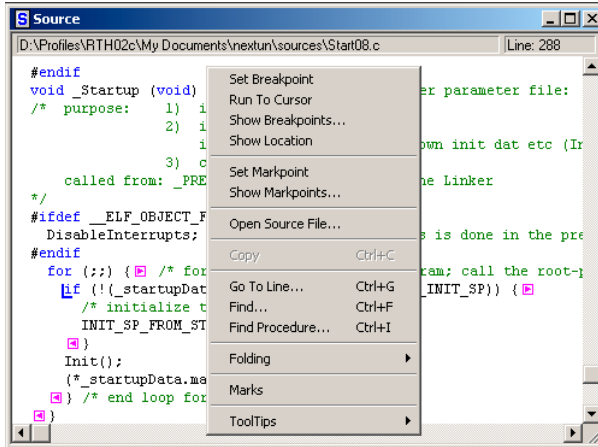 Source
D:\Profiles\RTH02c\My Documents\nextun\sources\Start08.c
Line: 288
#endif
void _Startup (void) er parameter file:
/* purpose: 1) i
2) i
i own init dat etc (In
3) c
called from: _PRE he Linker
*/
#ifdef __ELF_OBJECT_F
DisableInterrupts; s is done in the pre
#endif
for (;;) { /* for ram; call the root-p
if (!(_startupDat _INIT_SP)) {
/* initialize t
INIT_SP_FROM_ST
}
Init();
(*_startupData.ma
} /* end loop for
}
Set Breakpoint
Run To Cursor
Show Breakpoints...
Show Location
Set Markpoint
Show Markpoints...
Open Source File...
Copy Ctrl+C
Go To Line... Ctrl+G
Find... Ctrl+F
Find Procedure... Ctrl+I
Folding
Marks
ToolTips